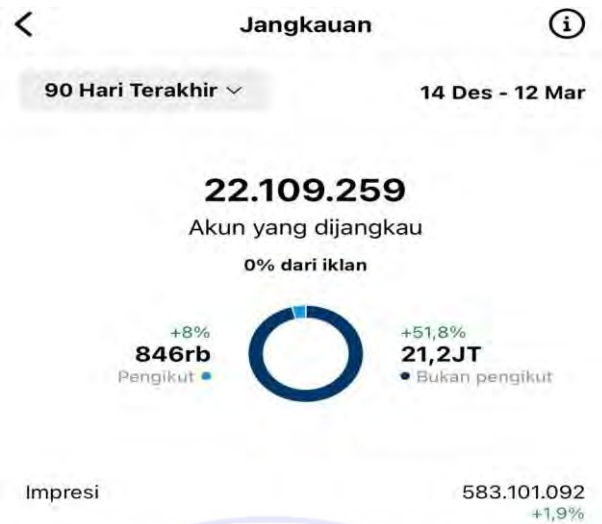 Jangkauan
90 Hari Terakhir
14 Des - 12 Mar
22.109.259
Akun yang dijangkau
0% dari iklan
+8%
846rb
Pengikut
+51,8%
21,2JT
Bukan pengikut
Impresi
583.101.092
+1,9%